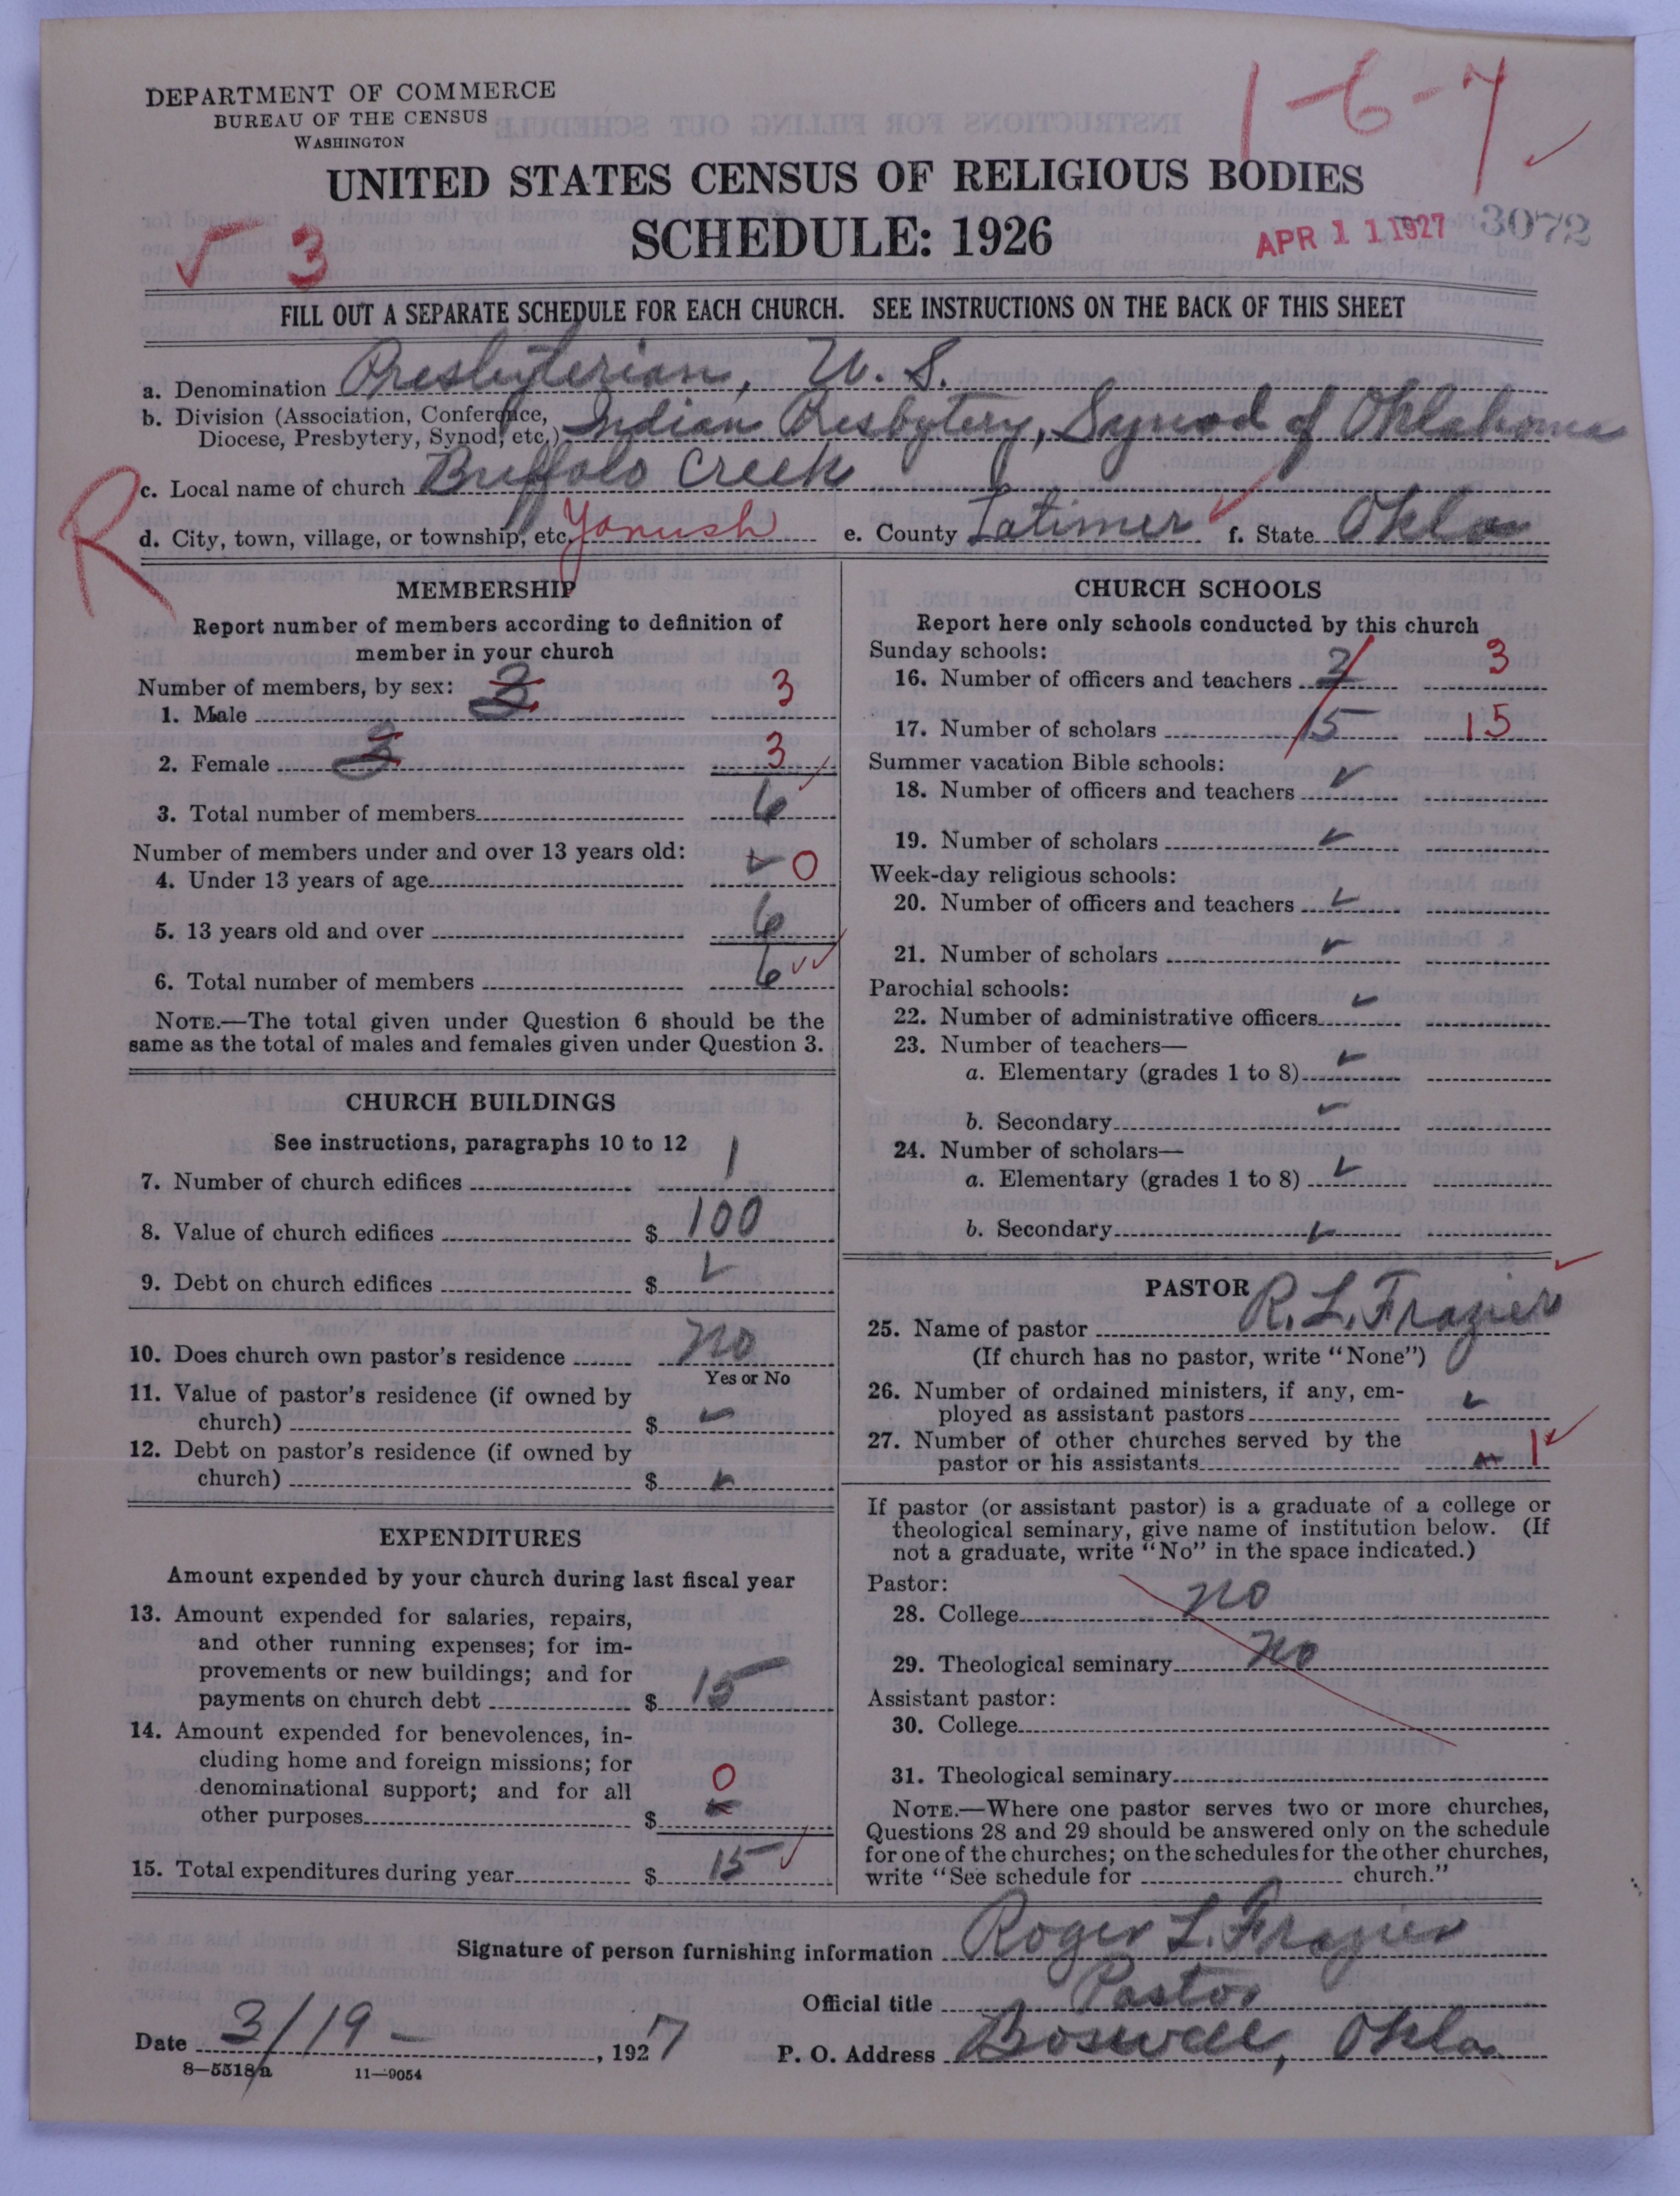 DEPARTMENT OF COMMERCE
BUREAU OF THE CENSUS
WASHINGTON
1-6-7
UNITED STATES CENSUS OF RELIGIOUS BODIES
SCHEDULE: 1926
3
APR 11 1927
3072
FILL OUT A SEPARATE SCHEDULE FOR EACH CHURCH. SEE INSTRUCTIONS ON THE BACK OF THIS SHEET
a. Denomination Presbyterian, U. S.
b. Division (Association, Conference, Diocese, Presbytery, Synod, etc.) Indian Presbytery, Synod of Oklahoma
c. Local name of church Buffalo Creek
R
d. City, town, village, or township, etc. Yanush e. County Latimer f. State Okla
MEMBERSHIP
Report number of members according to definition of
member in your church
Number of members, by sex:
1. Male 3 3
2. Female 3 3
3. Total number of members 6
Number of members under and over 13 years old:
4. Under 13 years of age 0
5. 13 years old and over 6
6. Total number of members 6
NOTE.—The total given under Question 6 should be the
same as the total of males and females given under Question 3.
CHURCH BUILDINGS
See instructions, paragraphs 10 to 12
7. Number of church edifices 1
8. Value of church edifices $ 100
9. Debt on church edifices $
10. Does church own pastor's residence No
Yes or No
11. Value of pastor's residence (if owned by
church) $
12. Debt on pastor's residence (if owned by
church) $
EXPENDITURES
Amount expended by your church during last fiscal year
13. Amount expended for salaries, repairs,
and other running expenses; for im-
provements or new buildings; and for
payments on church debt $ 15
14. Amount expended for benevolences, in-
cluding home and foreign missions; for
denominational support; and for all
other purposes $ 0
15. Total expenditures during year $ 15
CHURCH SCHOOLS
Report here only schools conducted by this church
Sunday schools:
16. Number of officers and teachers 2 3
17. Number of scholars 15 15
Summer vacation Bible schools:
18. Number of officers and teachers
19. Number of scholars
Week-day religious schools:
20. Number of officers and teachers
21. Number of scholars
Parochial schools:
22. Number of administrative officers
23. Number of teachers—
a. Elementary (grades 1 to 8)
b. Secondary
24. Number of scholars—
a. Elementary (grades 1 to 8)
b. Secondary
PASTOR
25. Name of pastor R. L. Frazier
(If church has no pastor, write "None")
26. Number of ordained ministers, if any, em-
ployed as assistant pastors
27. Number of other churches served by the
pastor or his assistants 1
If pastor (or assistant pastor) is a graduate of a college or
theological seminary, give name of institution below. (If
not a graduate, write "No" in the space indicated.)
Pastor:
28. College No
29. Theological seminary No
Assistant pastor:
30. College
31. Theological seminary
NOTE.—Where one pastor serves two or more churches,
Questions 28 and 29 should be answered only on the schedule
for one of the churches; on the schedules for the other churches,
write "See schedule for church."
Signature of person furnishing information Roger L. Frazier
Official title Pastor
Date 3/19 - , 1927
P. O. Address Boswell, Okla
8—5518a 11—9054